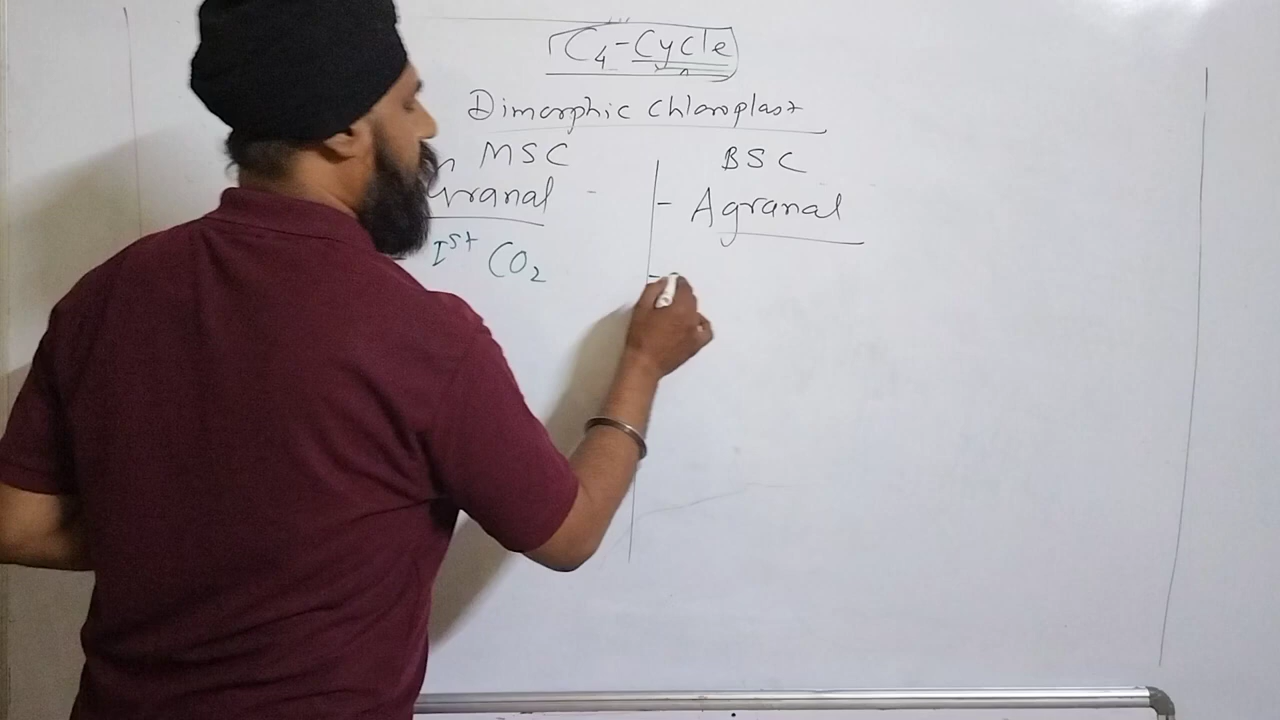 C4-Cycle
Dimorphic Chloroplast
MSC BSC
- Agranal
Ist CO2